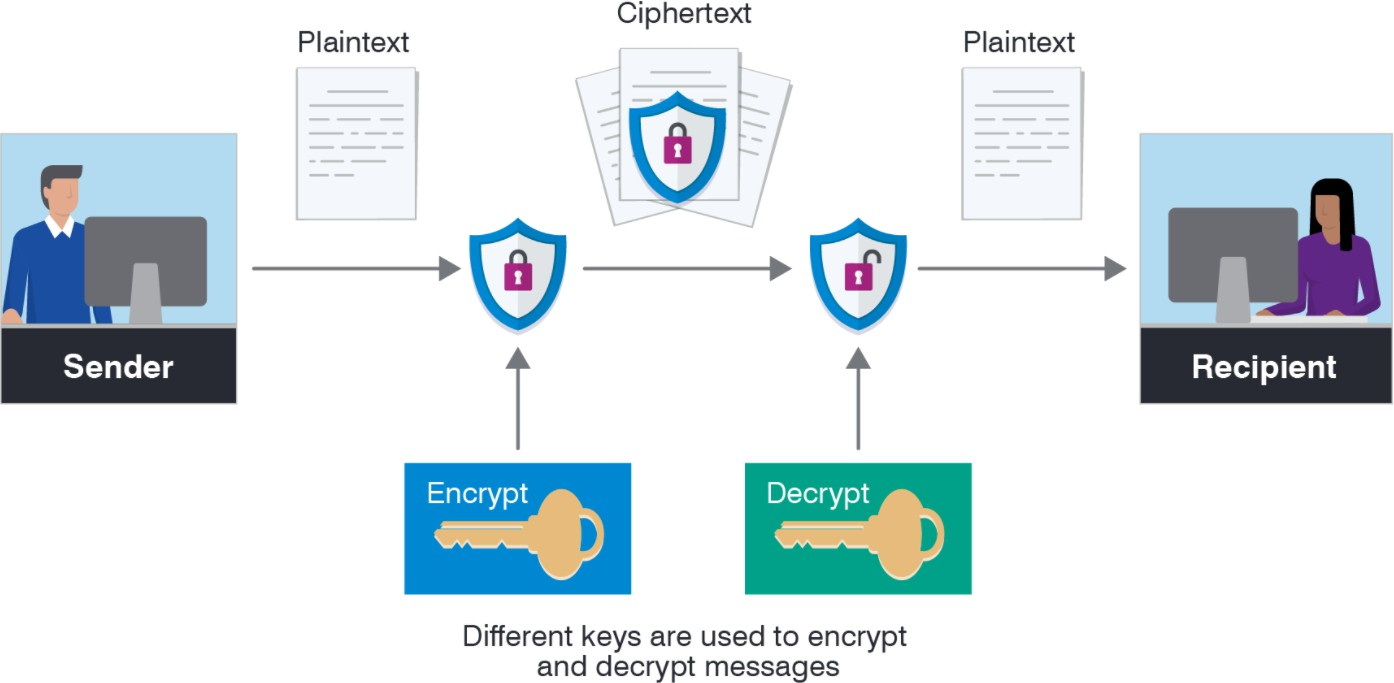 Ciphertext
Plaintext
Plaintext
Sender
Recipient
Encrypt
Decrypt
Different keys are used to encrypt
and decrypt messages